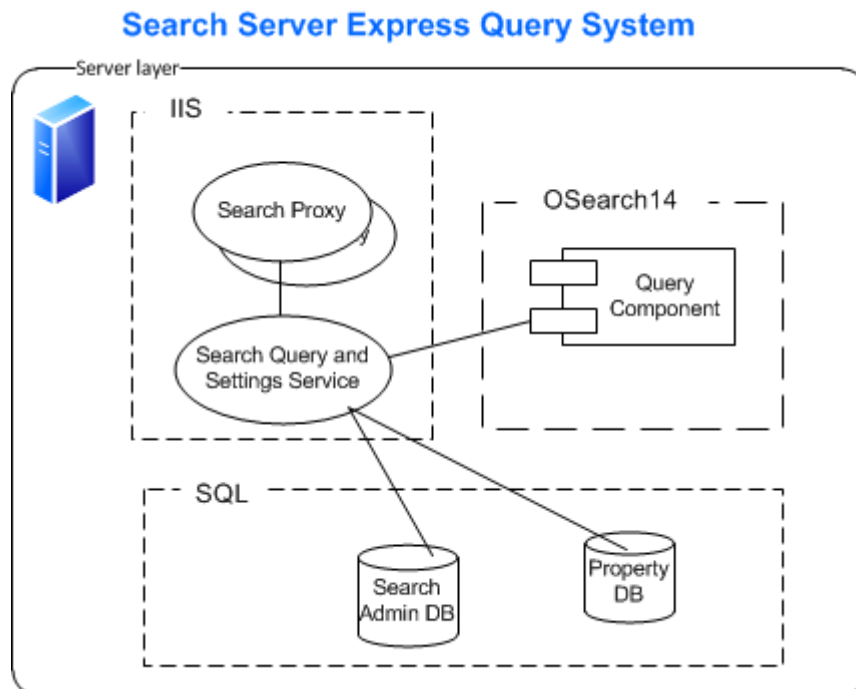 Search Server Express Query System
Server layer
IIS
Search Proxy
y
OSearch14
Query
Component
Search Query and
Settings Service
SQL
Search
Admin DB
Property
DB